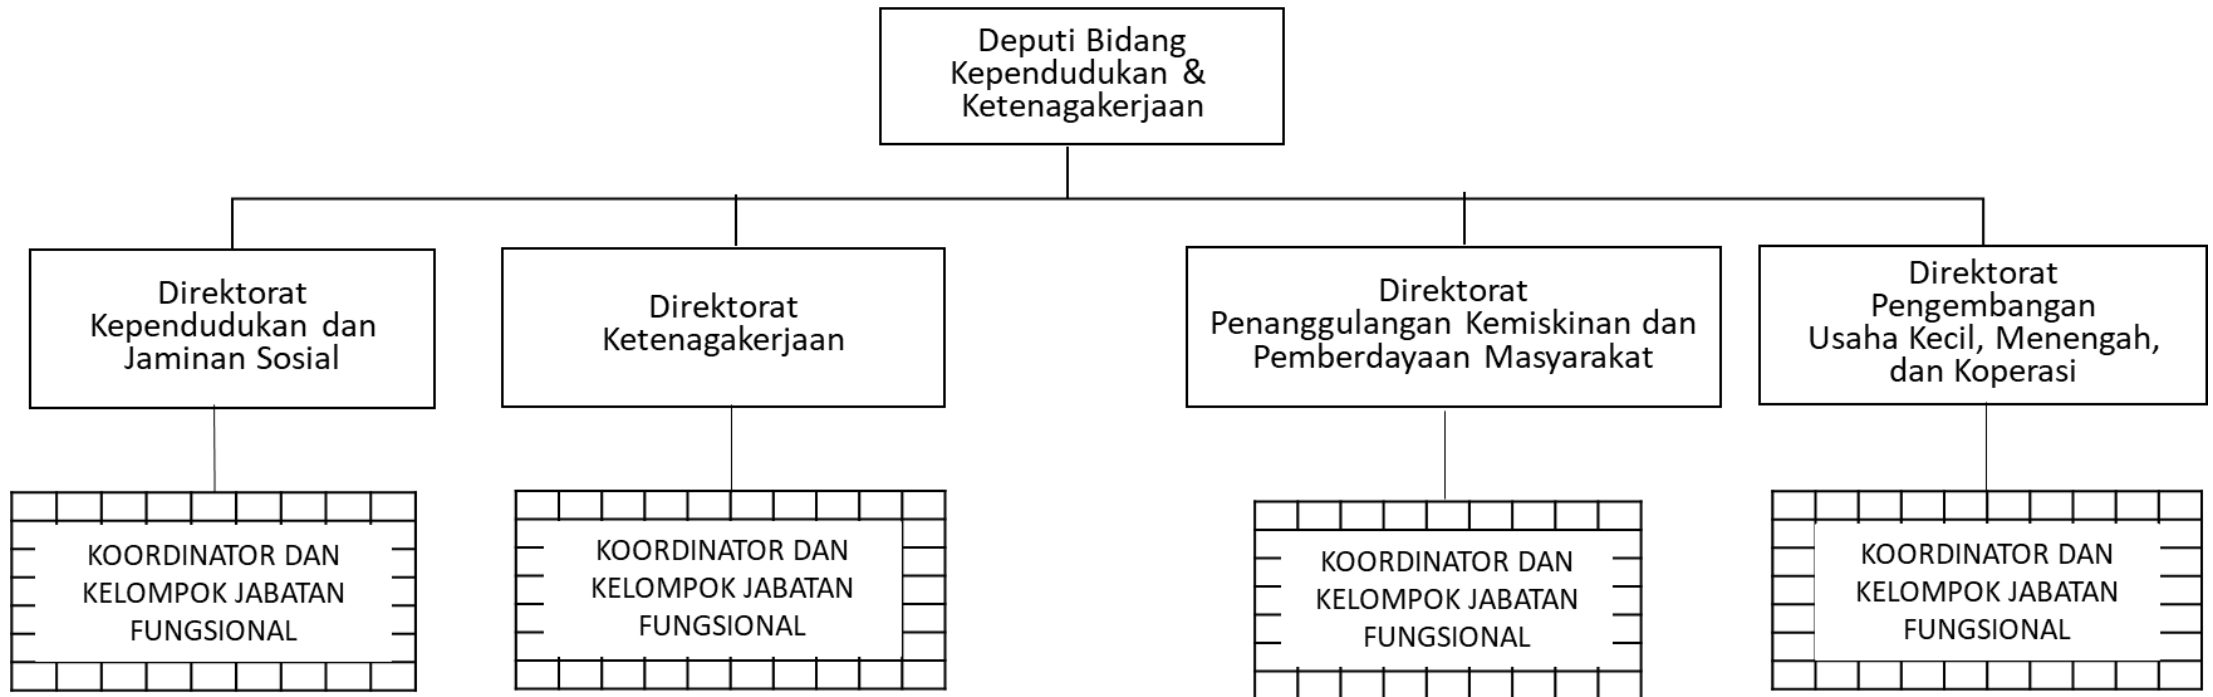 Deputi Bidang
Kependudukan &
Ketenagakerjaan
Direktorat
Kependudukan dan
Jaminan Sosial
Direktorat
Ketenagakerjaan
Direktorat
Penanggulangan Kemiskinan dan
Pemberdayaan Masyarakat
Direktorat
Pengembangan
Usaha Kecil, Menengah,
dan Koperasi
KOORDINATOR DAN
KELOMPOK JABATAN
FUNGSIONAL
KOORDINATOR DAN
KELOMPOK JABATAN
FUNGSIONAL
KOORDINATOR DAN
KELOMPOK JABATAN
FUNGSIONAL
KOORDINATOR DAN
KELOMPOK JABATAN
FUNGSIONAL